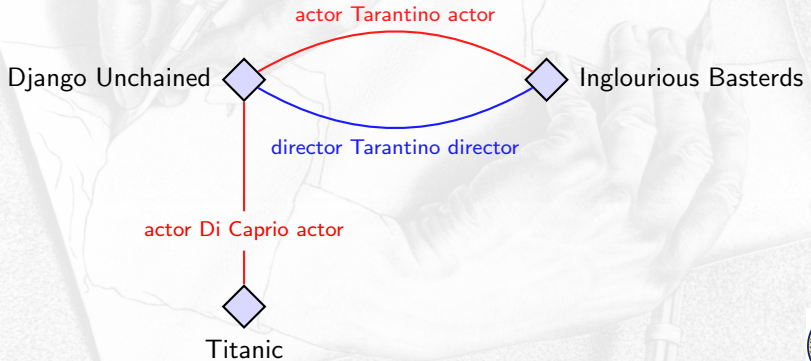 actor Tarantino actor
Django Unchained
Inglourious Basterds
director Tarantino director
actor Di Caprio actor
Titanic